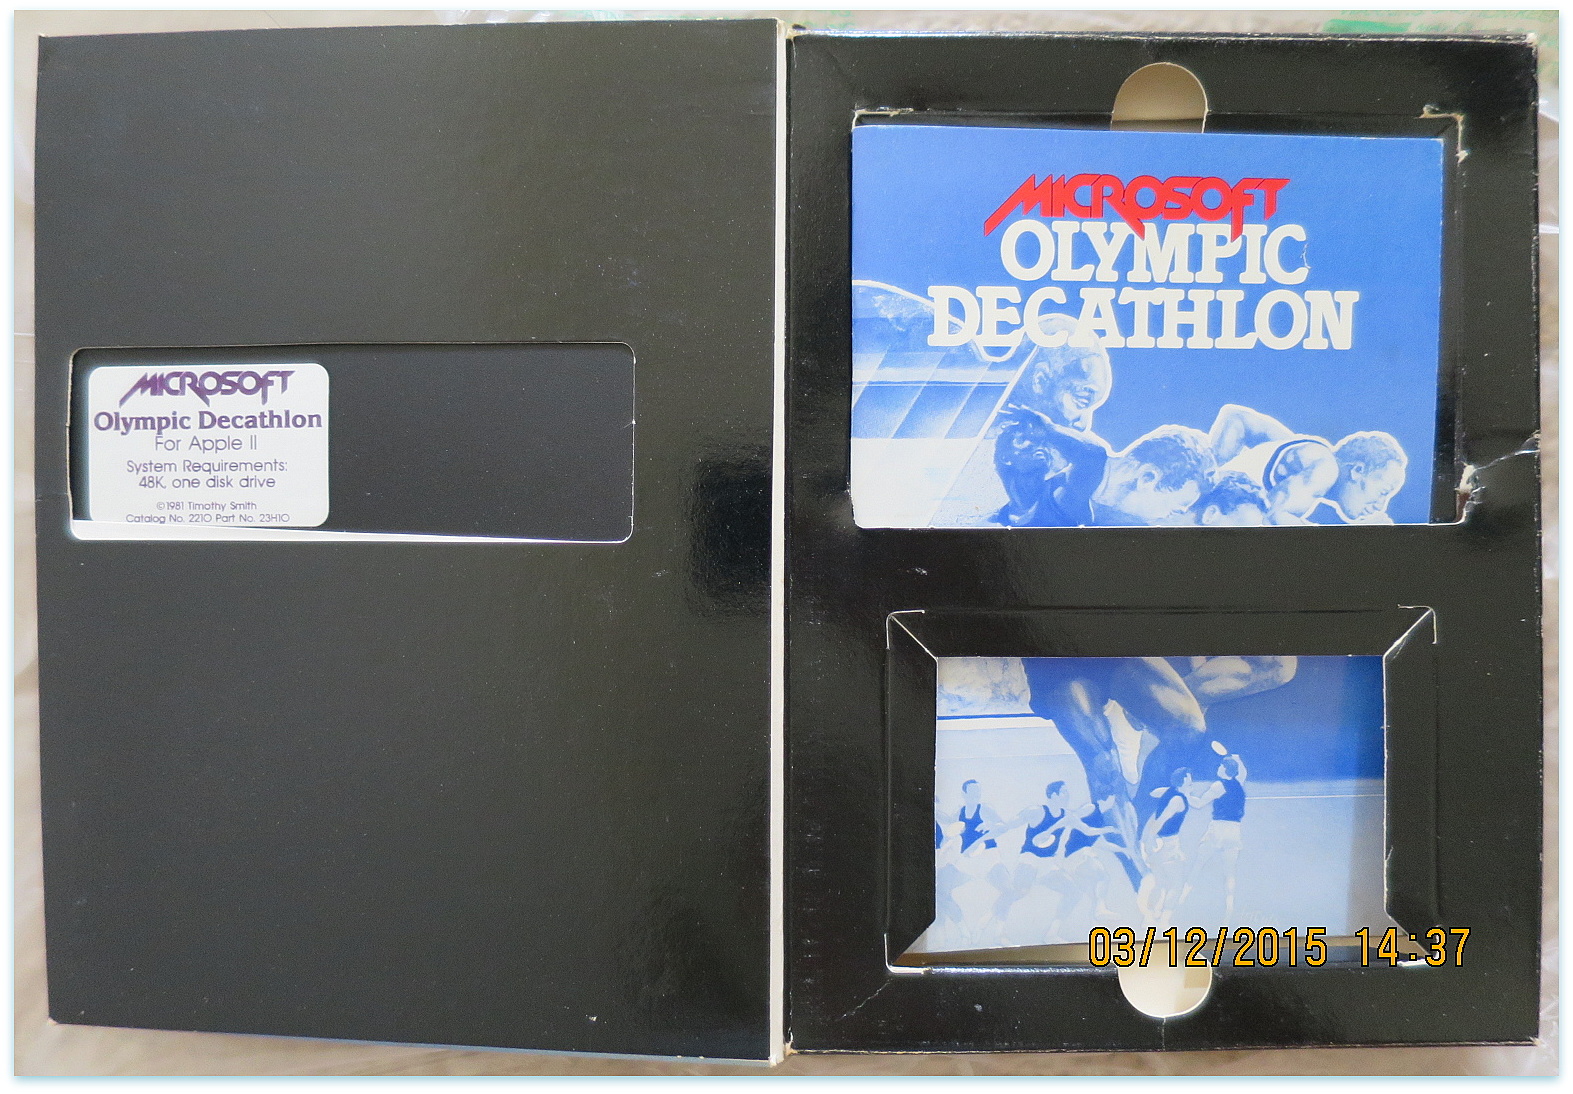 MICROSOFT
Olympic Decathlon
For Apple II
System Requirements:
48K, one disk drive
©1981 Timothy Smith
Catalog No. 2210 Part No. 23H10
MICROSOFT
OLYMPIC
DECATHLON
03/12/2015 14:37